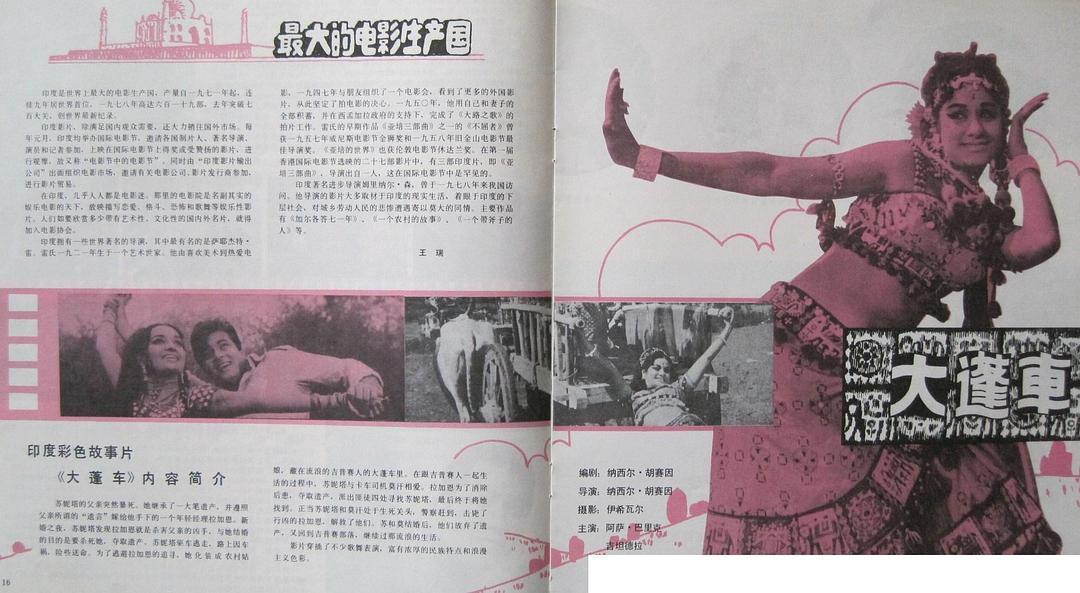 最大的电影生产国
印度是世界上最大的电影生产国，产量自一九七一年起，连
续九年居世界首位。一九七八年高达六百一十九部，去年突破七
百大关，创世界最新纪录。
印度影片，除满足国内观众需要，还大力销往国外市场。每
年元月，印度均举办国际电影节，邀请各国制片人、著名导演、
演员和记者参加。上映在国际电影节上得奖或受赞扬的影片，进
行观摩，故又称“电影节中的电影节”。同时由“印度影片输出
公司”出面组织电影市场，邀请有关电影公司、影片发行商参加，
进行影片贸易。
在印度，几乎人人都是电影迷。那里的电影院是名副其实的
娱乐电影的天下，放映描写恋爱、格斗、恐怖和歌舞等娱乐性影
片。人们如要欣赏多少带有艺术性、文化性的国内外名片，就得
加入电影协会。
印度拥有一些世界著名的导演，其中最有名的是萨耶杰特·
雷。雷氏一九二一年生于一个艺术世家。他由喜欢美术到热爱电
影，一九四七年与朋友组织了一个电影会，看到了更多的外国影
片，从此坚定了拍电影的决心。一九五〇年，他用自己和妻子的
全部积蓄，并在西孟加拉政府的支持下，完成了《大路之歌》的
拍片工作。雷氏的早期作品《亚培三部曲》之一的《不屈者》曾
获一九五七年威尼斯电影节金狮奖和一九五八年旧金山电影节最
佳导演奖。《亚培的世界》也获伦敦电影节休达兰奖。在第一届
香港国际电影节选映的二十七部影片中，有三部印度片，即《亚
培三部曲》，导演出自一人，这在国际电影节中是罕见的。
印度著名进步导演姆里纳尔·森，曾于一九七八年来我国访
问。他导演的影片大多取材于印度的现实生活，着眼于印度的下
层社会，对城乡劳动人民的悲惨遭遇寄以莫大的同情。主要作品
有《加尔各答七一年》、《一个农村的故事》、《一个带斧子的
人》等。
王 瑞
大篷車
印度彩色故事片
《大篷车》内容简介
苏妮塔的父亲突然暴死。她继承了一大笔遗产，并遵照
父亲所谓的“遗言”嫁给他手下的一个年轻经理拉加恩。新
婚之夜，苏妮塔发现拉加恩就是杀害父亲的凶手，与她结婚
的目的是要杀死她，夺取遗产。苏妮塔驱车逃走，路上因车
祸，险些送命。为了逃避拉加恩的追寻，她化装成农村姑
娘，藏在流浪的吉普赛人的大蓬车里。在跟吉普赛人一起生
活的过程中，苏妮塔与卡车司机莫汗相爱。拉加恩为了消除
后患，夺取遗产，派出匪徒四处寻找苏妮塔，最后终于将她
找到。正当苏妮塔和莫汗处于生死关头，警察赶到，击论了
行凶的拉加恩，解救了他们。苏和莫结婚后，他们放弃了遗
产，又回到吉普赛部落，继续过那流浪的生活。
影片穿插了不少歌舞表演，富有浓厚的民族特点和浪漫
主义色彩。
编剧：纳西尔·胡赛因
导演：纳西尔·胡赛因
摄影：伊希瓦尔
主演：阿萨·巴里克
吉坦德拉
16